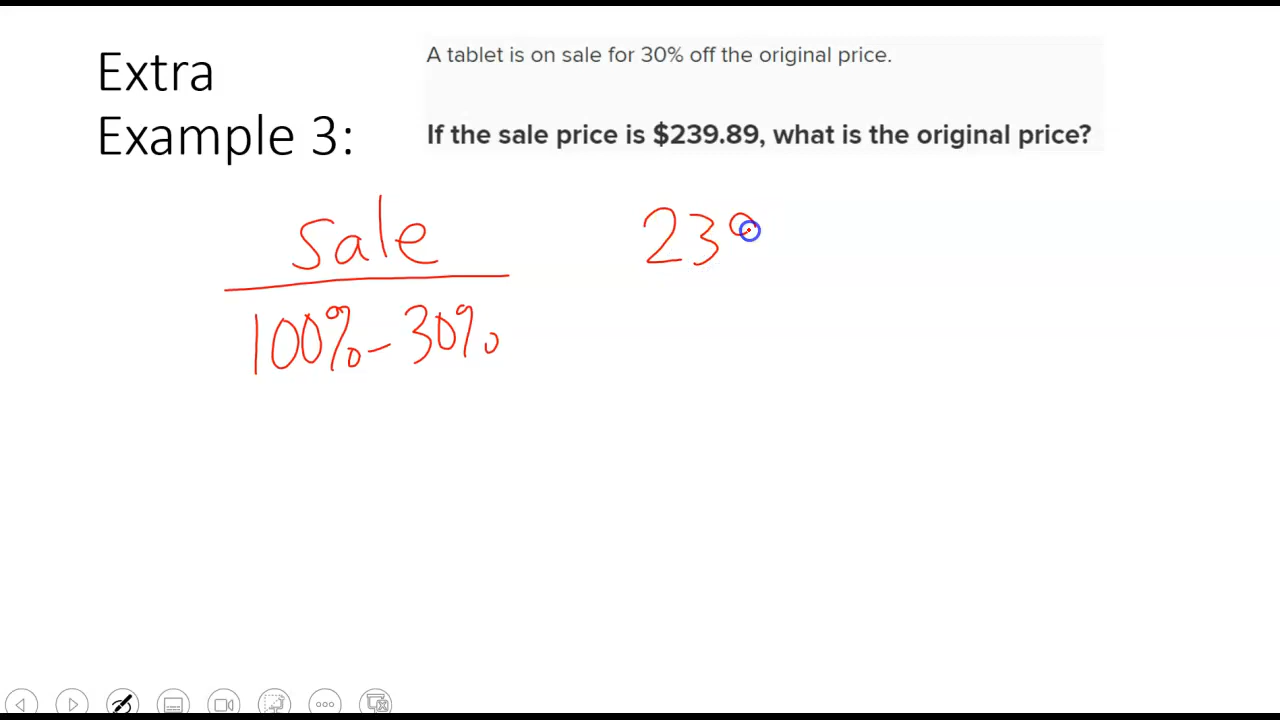 Extra
Example 3:
A tablet is on sale for 30% off the original price.
If the sale price is $239.89, what is the original price?
sale
100% - 30%
239